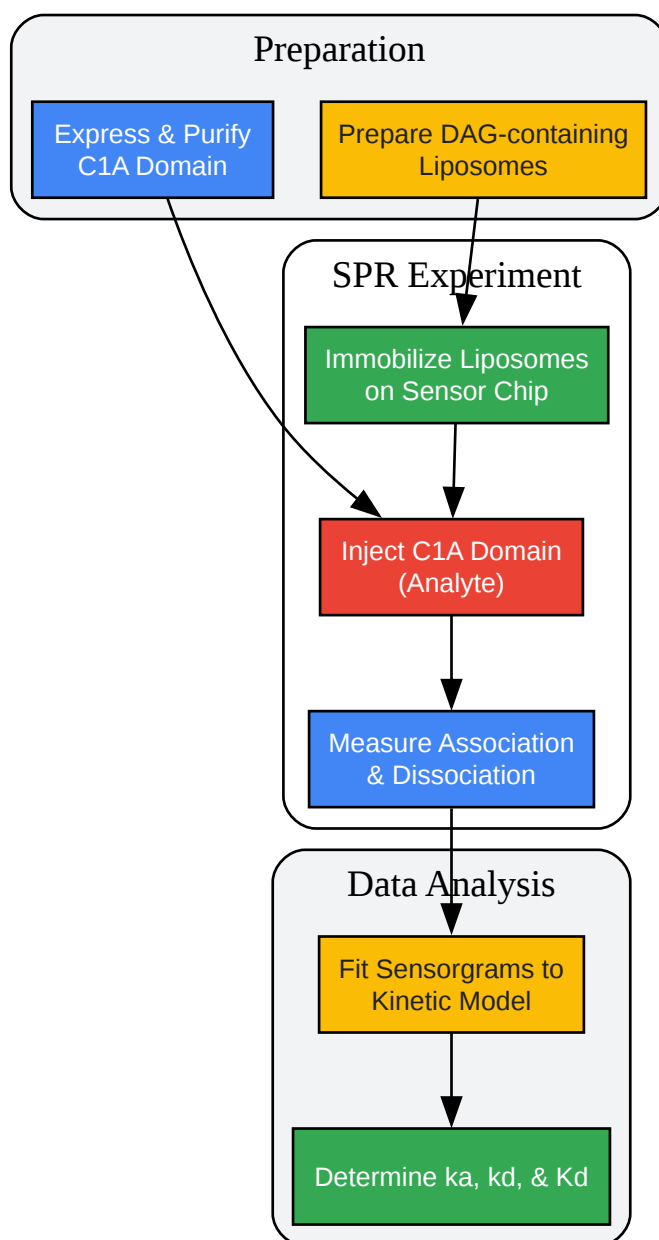 Preparation
Express & Purify
C1A Domain
Prepare DAG-containing
Liposomes
SPR Experiment
Immobilize Liposomes
on Sensor Chip
Inject C1A Domain
(Analyte)
Measure Association
& Dissociation
Data Analysis
Fit Sensorgrams to
Kinetic Model
Determine ka, kd, & Kd